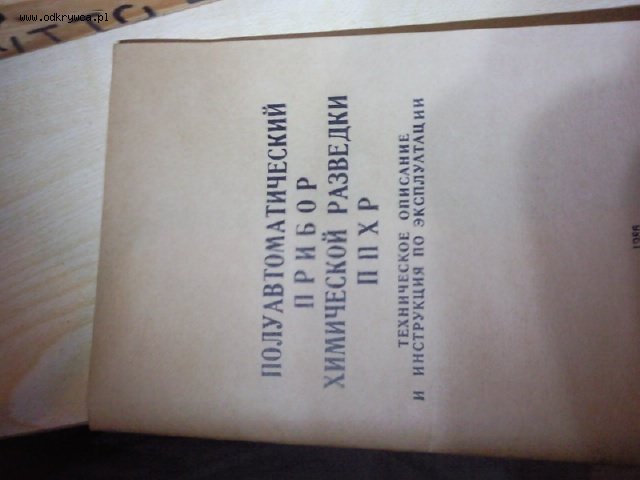 www.odkrywca.pl
ПОЛУАВТОМАТИЧЕСКИЙ
ПРИБОР
ХИМИЧЕСКОЙ РАЗВЕДКИ
ППХР
ТЕХНИЧЕСКОЕ ОПИСАНИЕ
И ИНСТРУКЦИЯ ПО ЭКСПЛУАТАЦИИ